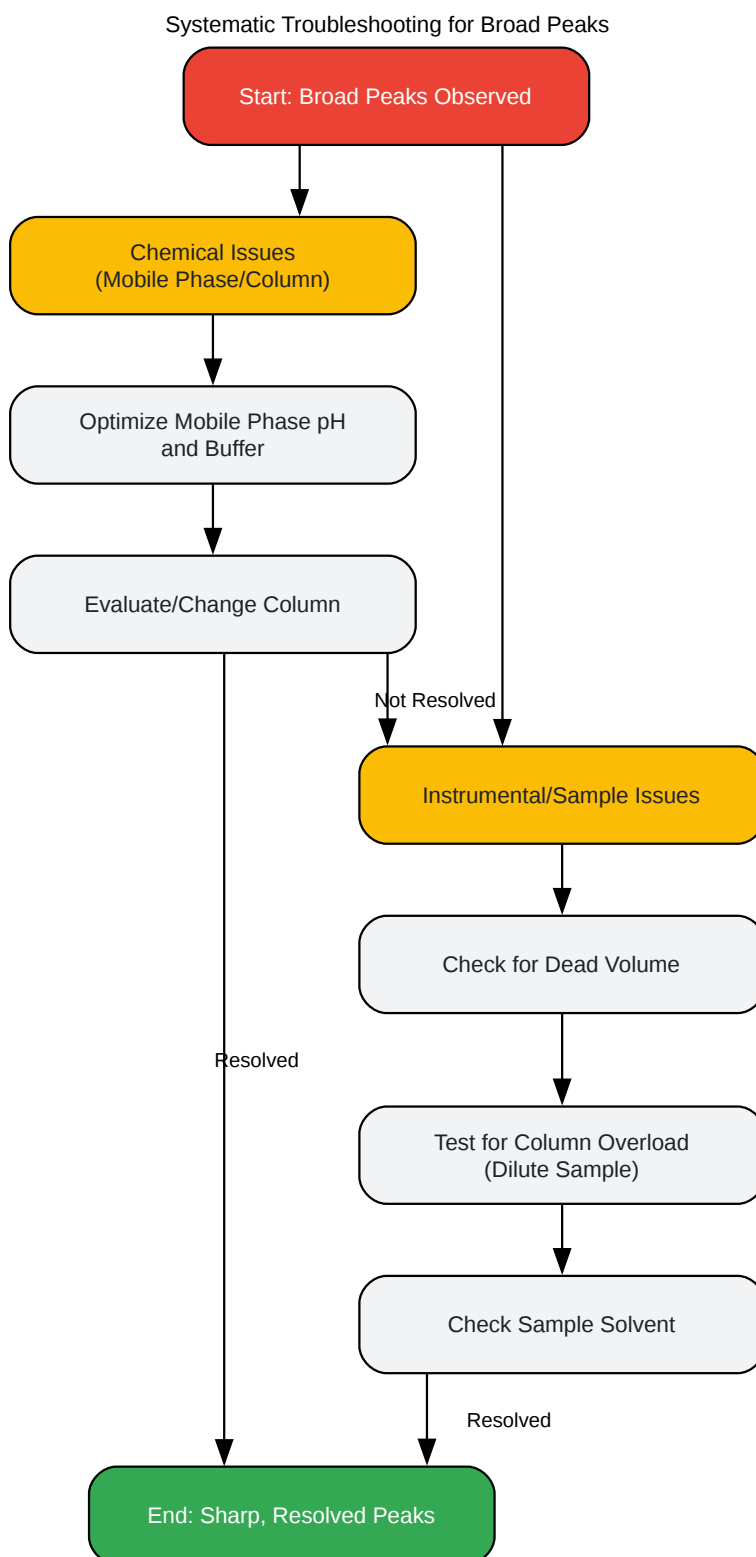 Systematic Troubleshooting for Broad Peaks
Start: Broad Peaks Observed
Chemical Issues
(Mobile Phase/Column)
Optimize Mobile Phase pH
and Buffer
Evaluate/Change Column
Not Resolved
Instrumental/Sample Issues
Check for Dead Volume
Resolved
Test for Column Overload
(Dilute Sample)
Check Sample Solvent
Resolved
End: Sharp, Resolved Peaks